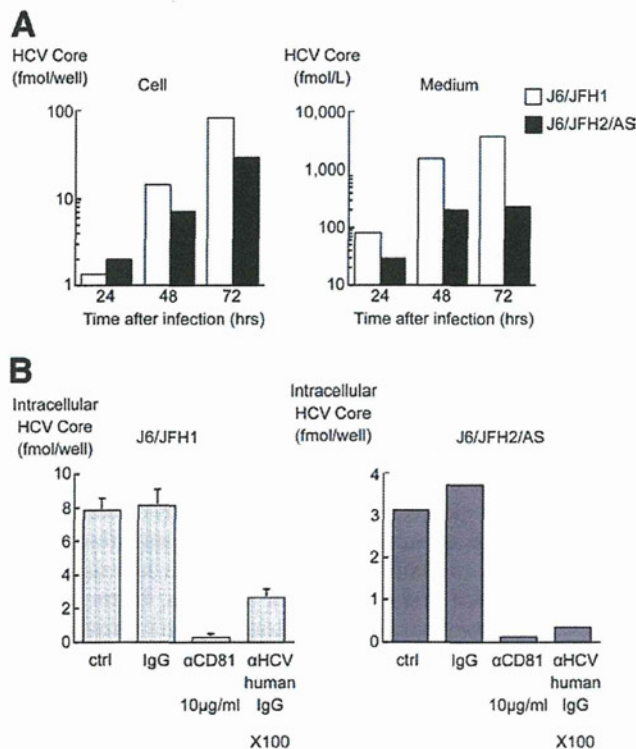 A
HCV Core
(fmol/well)
Cell
100
10
1
24 48 72
Time after infection (hrs)
HCV Core
(fmol/L)
Medium
10,000
1,000
100
10
24 48 72
Time after infection (hrs)
J6/JFH1
J6/JFH2/AS
B
Intracellular
HCV Core
(fmol/well)
J6/JFH1
10
8
6
4
2
0
ctrl IgG αCD81 αHCV
human
10μg/ml IgG
X100
Intracellular
HCV Core
(fmol/well)
J6/JFH2/AS
4
3
2
1
0
ctrl IgG αCD81 αHCV
human
10μg/ml IgG
X100